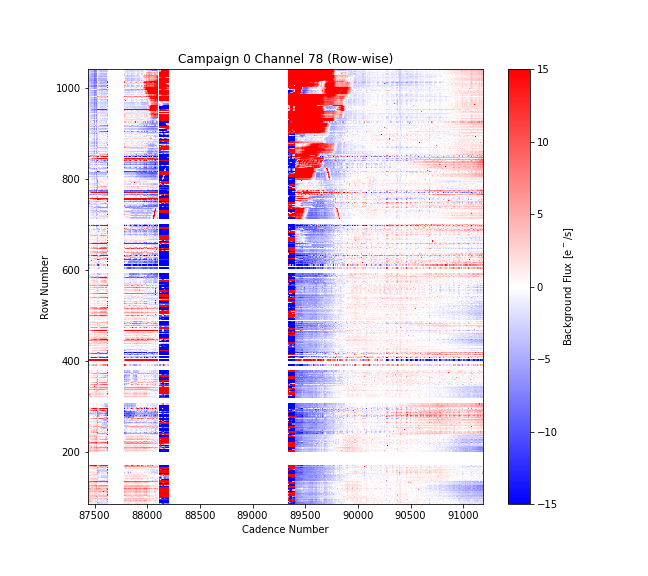 Campaign 0 Channel 78 (Row-wise)
1000
800
600
400
200
Row Number
87500 88000 88500 89000 89500 90000 90500 91000
Cadence Number
15
10
5
0
−5
−10
−15
Background Flux [e⁻/s]